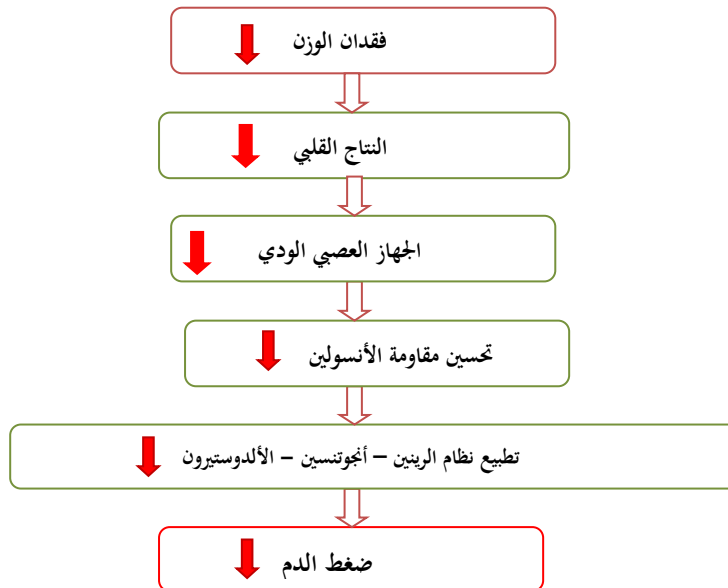 فقدان الوزن
النتاج القلبي
الجهاز العصبي الودي
تحسين مقاومة الأنسولين
تطبيع نظام الرينين – أنجوتنسين – الألدوستيرون
ضغط الدم